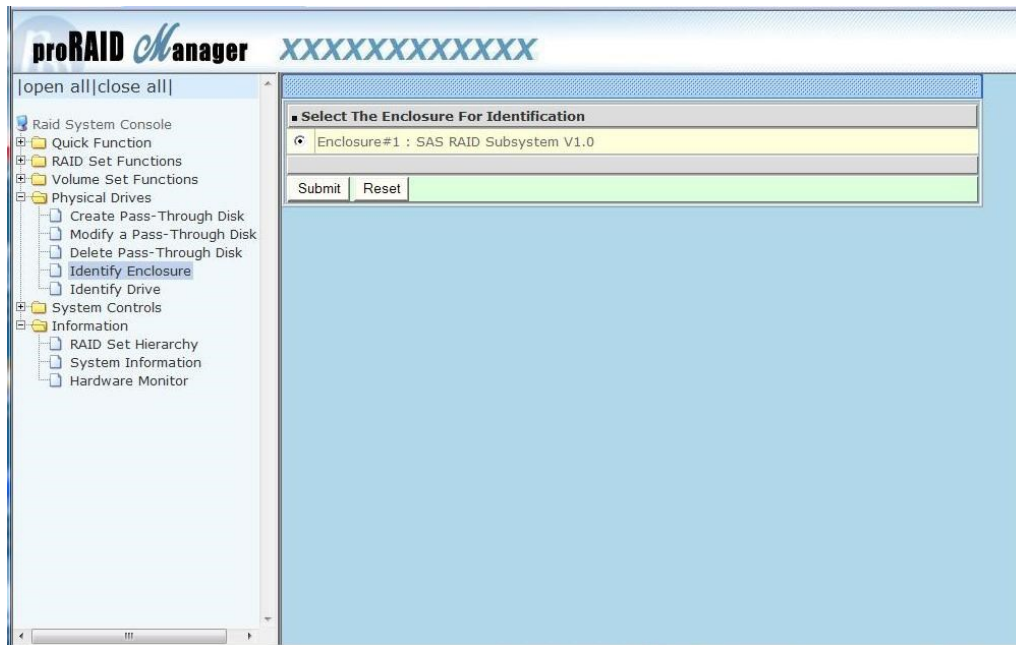 proRAID Manager XXXXXXXXXXXX
|open all|close all|
Raid System Console
Quick Function
RAID Set Functions
Volume Set Functions
Physical Drives
Create Pass-Through Disk
Modify a Pass-Through Disk
Delete Pass-Through Disk
Identify Enclosure
Identify Drive
System Controls
Information
RAID Set Hierarchy
System Information
Hardware Monitor
Select The Enclosure For Identification
Enclosure#1 : SAS RAID Subsystem V1.0
Submit Reset